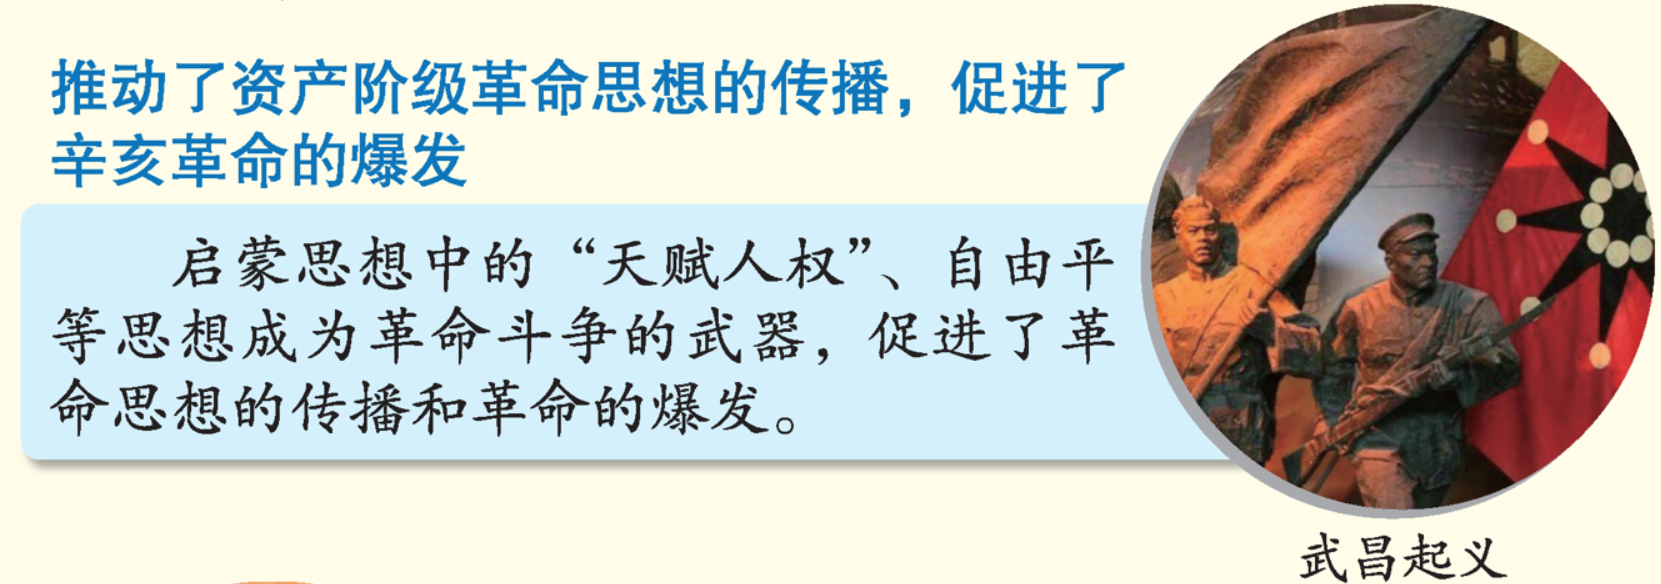 推动了资产阶级革命思想的传播，促进了
辛亥革命的爆发
启蒙思想中的“天赋人权”、自由平
等思想成为革命斗争的武器，促进了革
命思想的传播和革命的爆发。
武昌起义